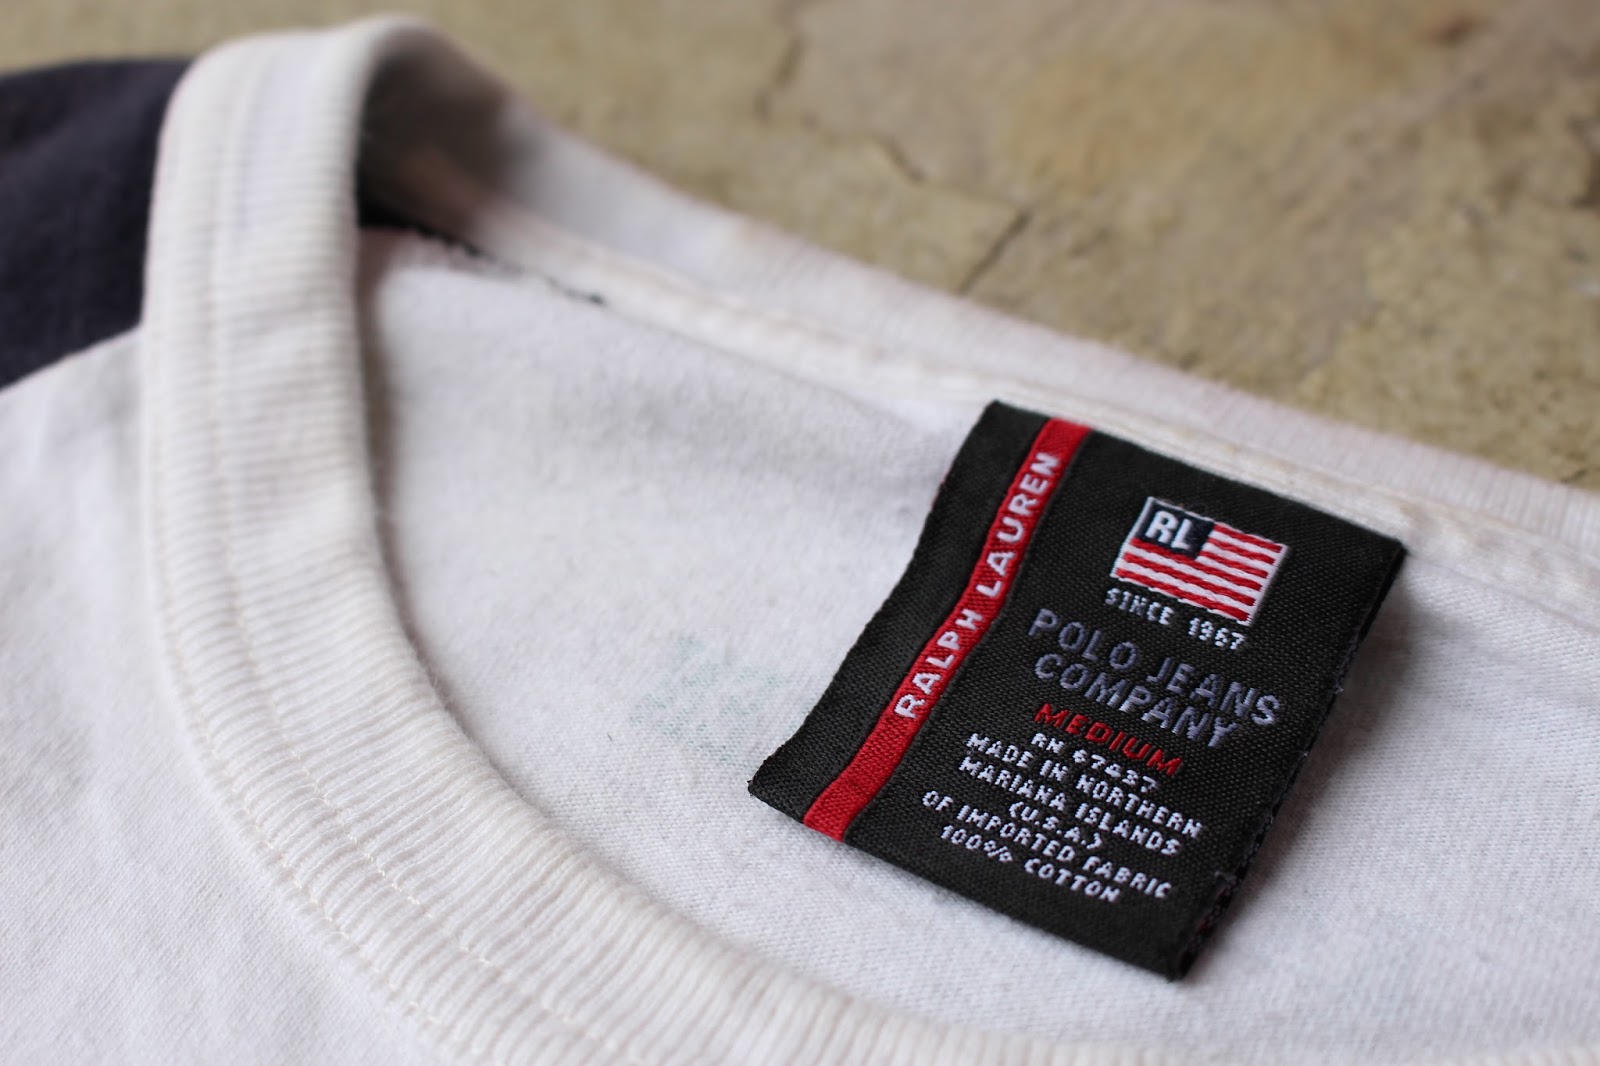 RALPH LAUREN
RL
SINCE 1967
POLO JEANS
COMPANY
MEDIUM
RN 67457
MADE IN NORTHERN
MARIANA ISLANDS
(U.S.A.)
OF IMPORTED FABRIC
100% COTTON